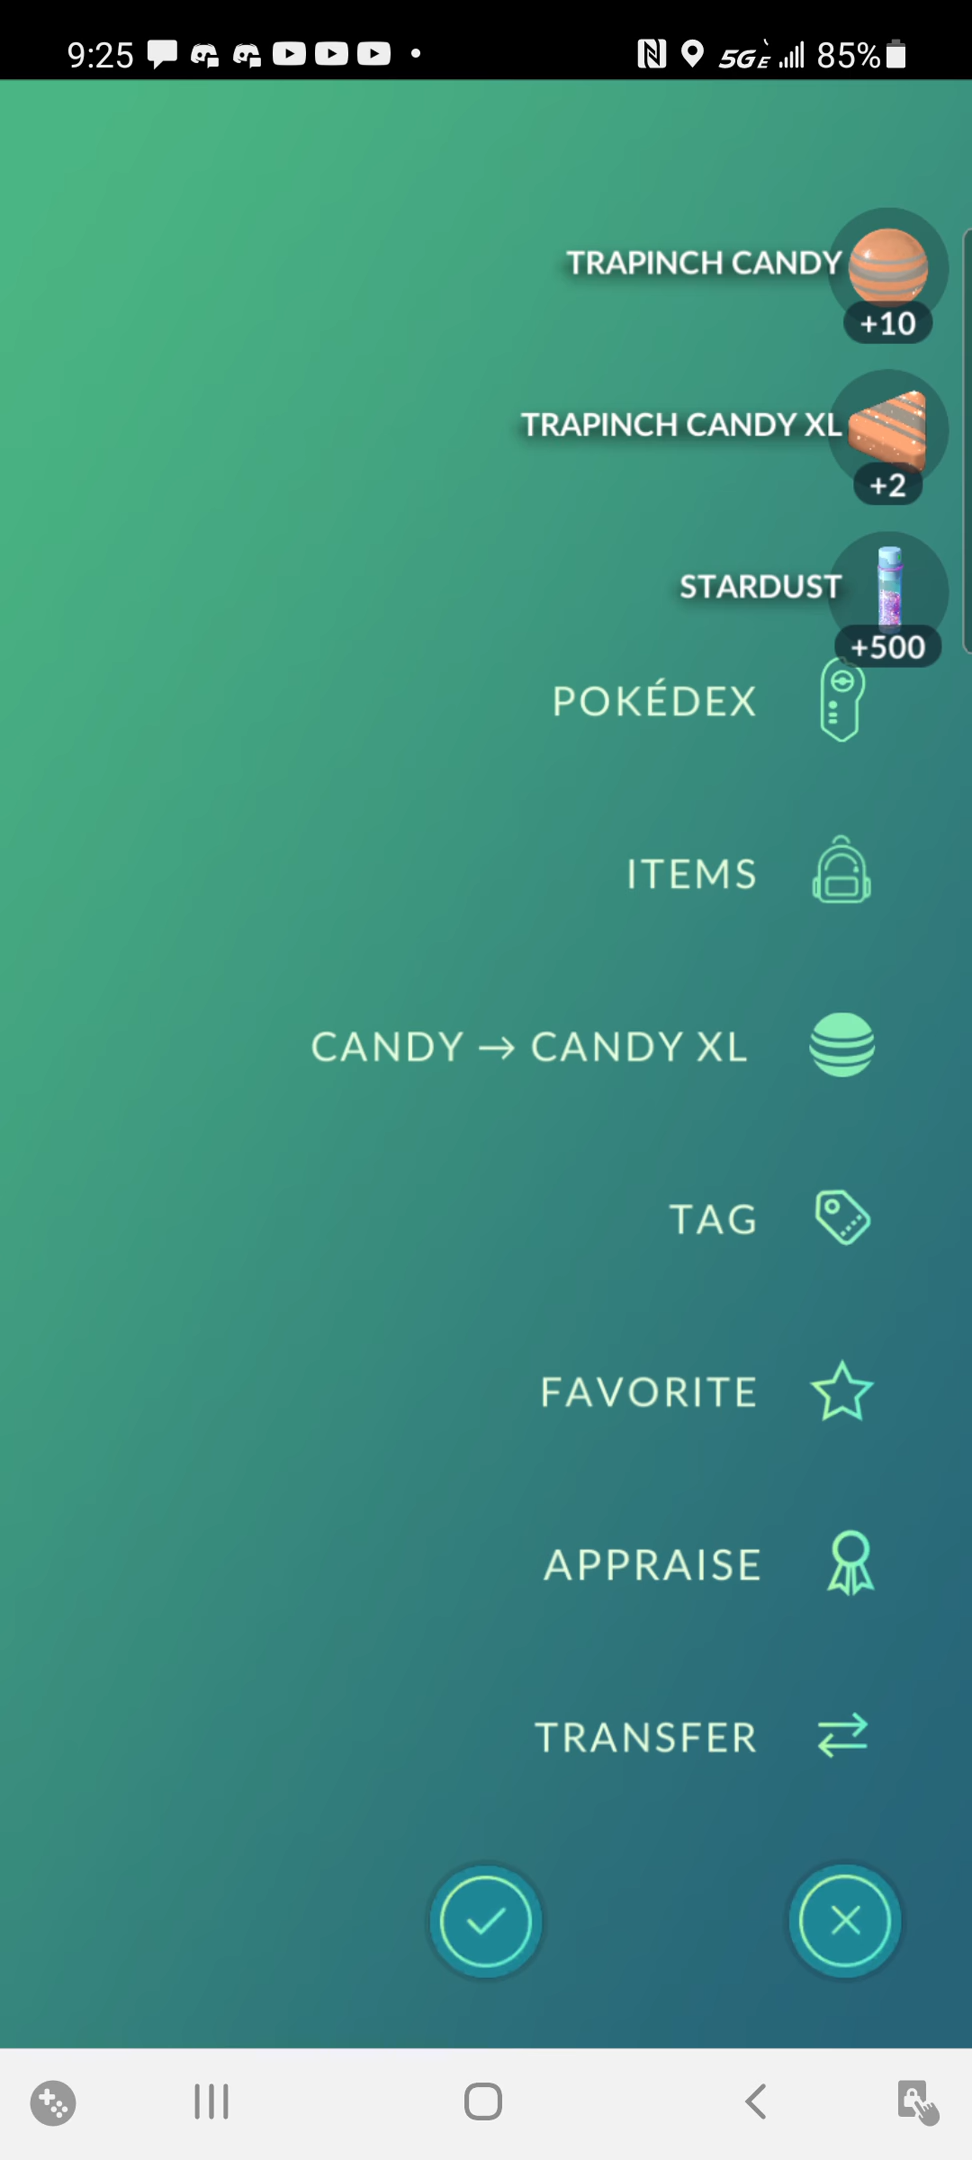 9:25 5GE 85%
TRAPINCH CANDY
+10
TRAPINCH CANDY XL
+2
STARDUST
+500
POKÉDEX
ITEMS
CANDY → CANDY XL
TAG
FAVORITE
APPRAISE
TRANSFER